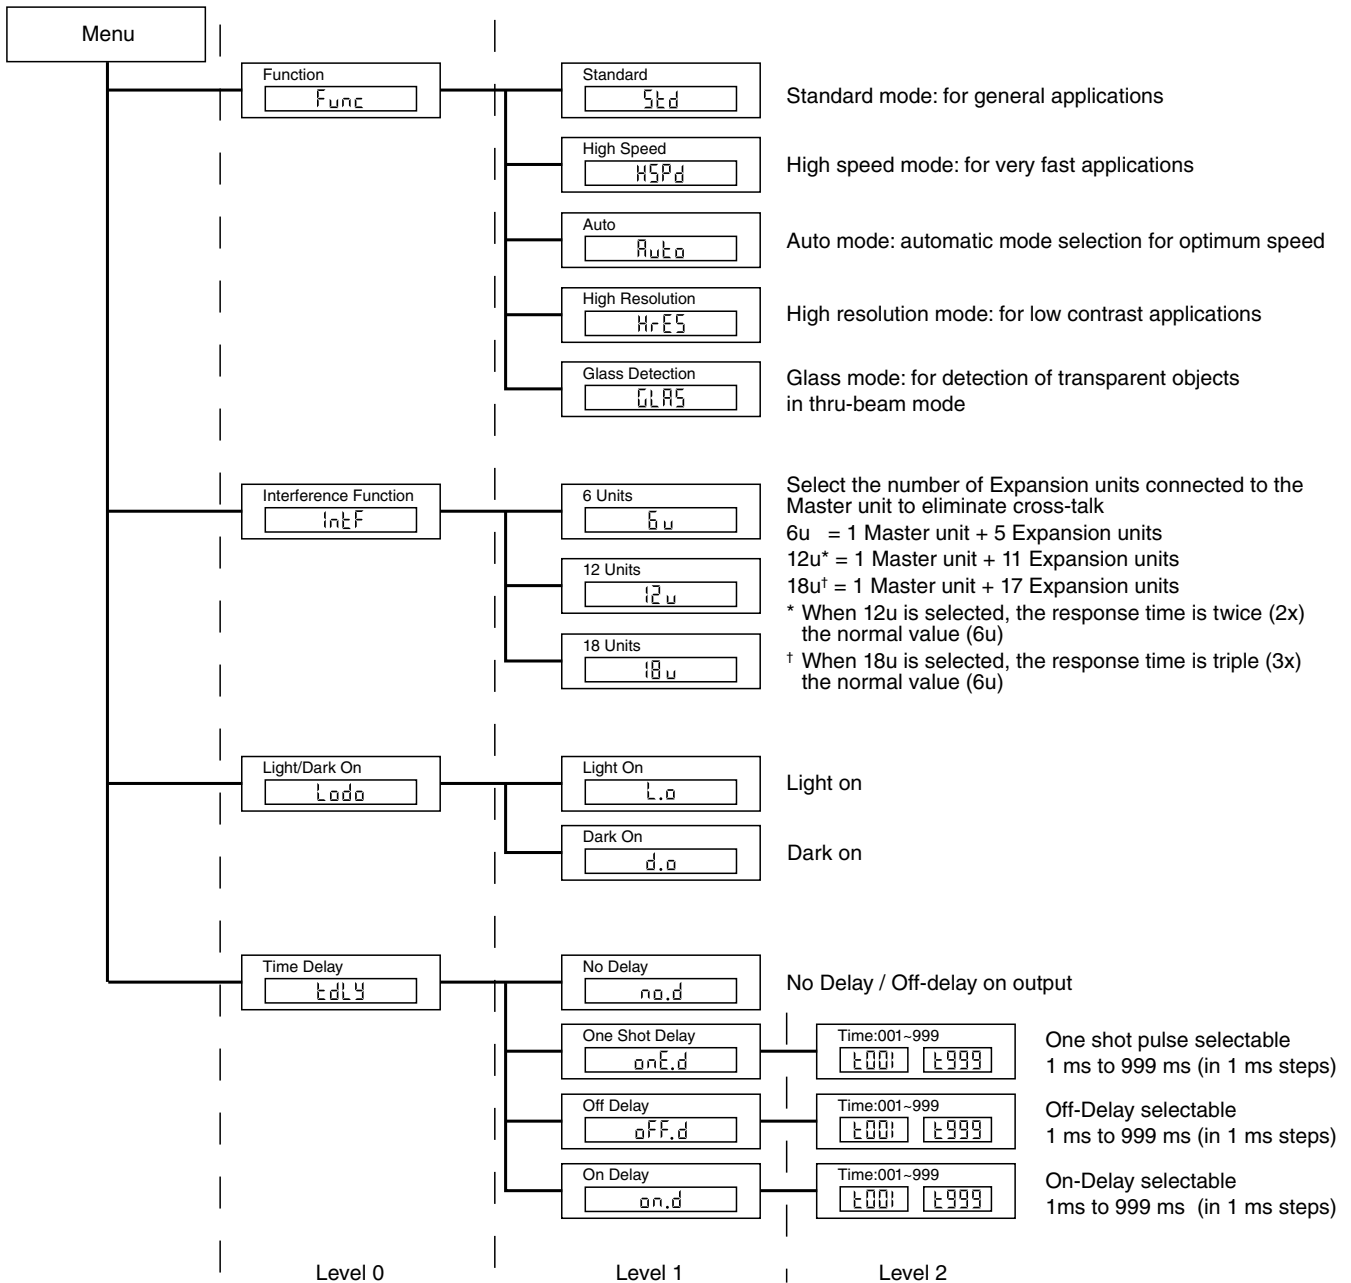 Menu
Function
Func
Standard
Std
Standard mode: for general applications
High Speed
HSPd
High speed mode: for very fast applications
Auto
Auto
Auto mode: automatic mode selection for optimum speed
High Resolution
HrES
High resolution mode: for low contrast applications
Glass Detection
GLAS
Glass mode: for detection of transparent objects
in thru-beam mode
Interference Function
IntF
6 Units
6u
12 Units
12u
18 Units
18u
Select the number of Expansion units connected to the
Master unit to eliminate cross-talk
6u = 1 Master unit + 5 Expansion units
12u* = 1 Master unit + 11 Expansion units
18u† = 1 Master unit + 17 Expansion units
* When 12u is selected, the response time is twice (2x)
the normal value (6u)
† When 18u is selected, the response time is triple (3x)
the normal value (6u)
Light/Dark On
Lodo
Light On
L.o
Light on
Dark On
d.o
Dark on
Time Delay
tdLY
No Delay
no.d
No Delay / Off-delay on output
One Shot Delay
onE.d
Time:001~999
t001 t999
One shot pulse selectable
1 ms to 999 ms (in 1 ms steps)
Off Delay
oFF.d
Time:001~999
t001 t999
Off-Delay selectable
1 ms to 999 ms (in 1 ms steps)
On Delay
on.d
Time:001~999
t001 t999
On-Delay selectable
1ms to 999 ms (in 1 ms steps)
Level 0 Level 1 Level 2